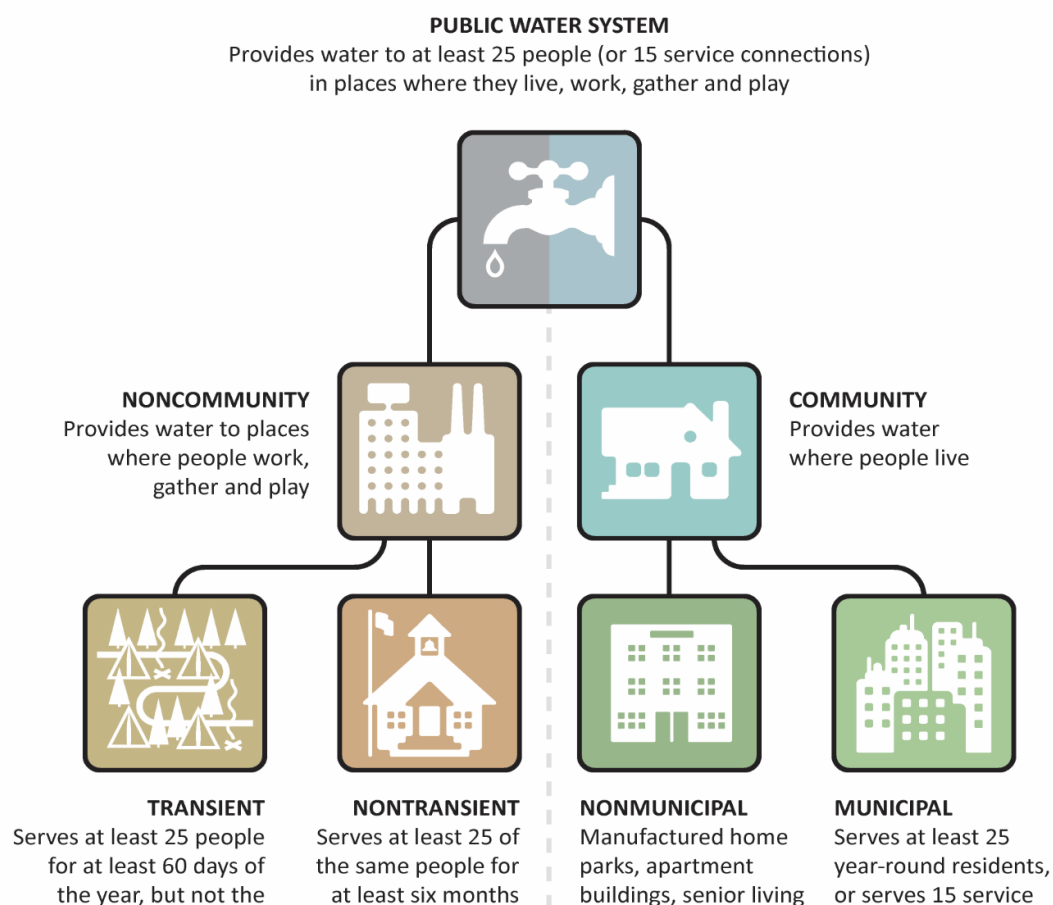 PUBLIC WATER SYSTEM
Provides water to at least 25 people (or 15 service connections)
in places where they live, work, gather and play
NONCOMMUNITY
Provides water to places
where people work,
gather and play
COMMUNITY
Provides water
where people live
TRANSIENT
Serves at least 25 people
for at least 60 days of
the year, but not the
NONTRANSIENT
Serves at least 25 of
the same people for
at least six months
NONMUNICIPAL
Manufactured home
parks, apartment
buildings, senior living
MUNICIPAL
Serves at least 25
year-round residents,
or serves 15 service